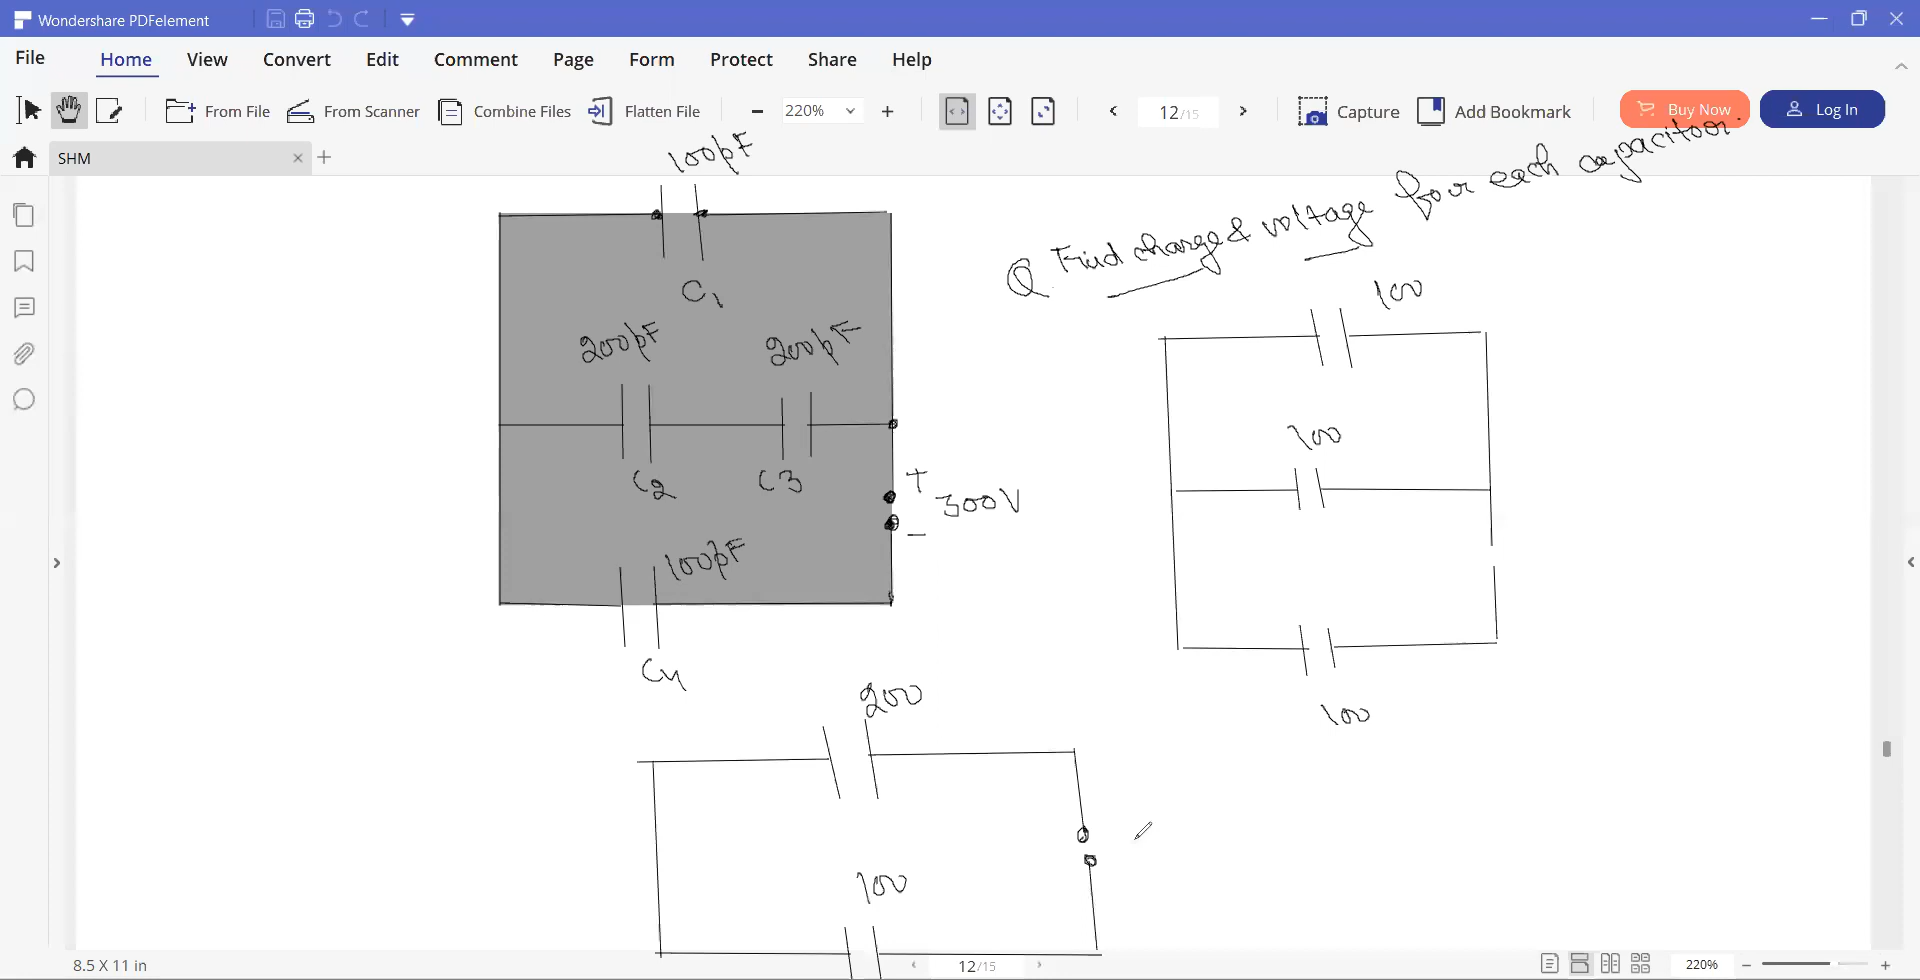 Wondershare PDFelement
File Home View Convert Edit Comment Page Form Protect Share Help
From File From Scanner Combine Files Flatten File 220% 12/15 Capture Add Bookmark Buy Now Log In
SHM
100pF
Q. Find charge & voltage for each capacitor.
C1
200pF 200pF
C2 C3
+
300V
-
100pF
C4
100
100
100
200
100
8.5 X 11 in 12/15 220%